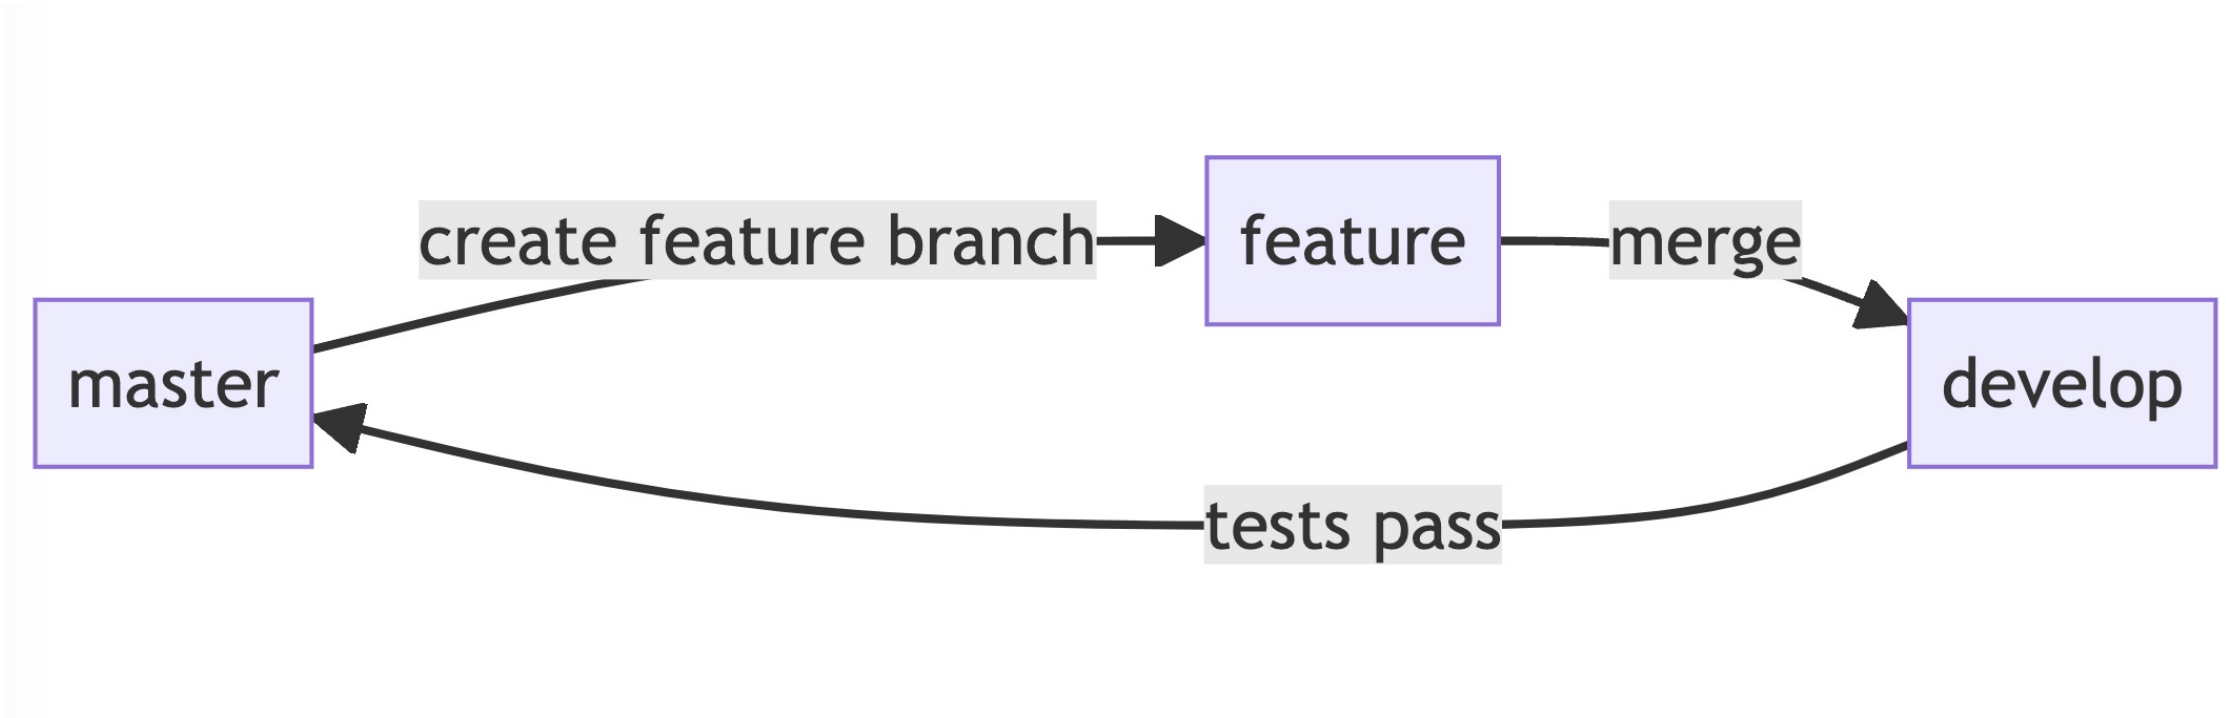 create feature branch
feature
merge
master
develop
tests pass